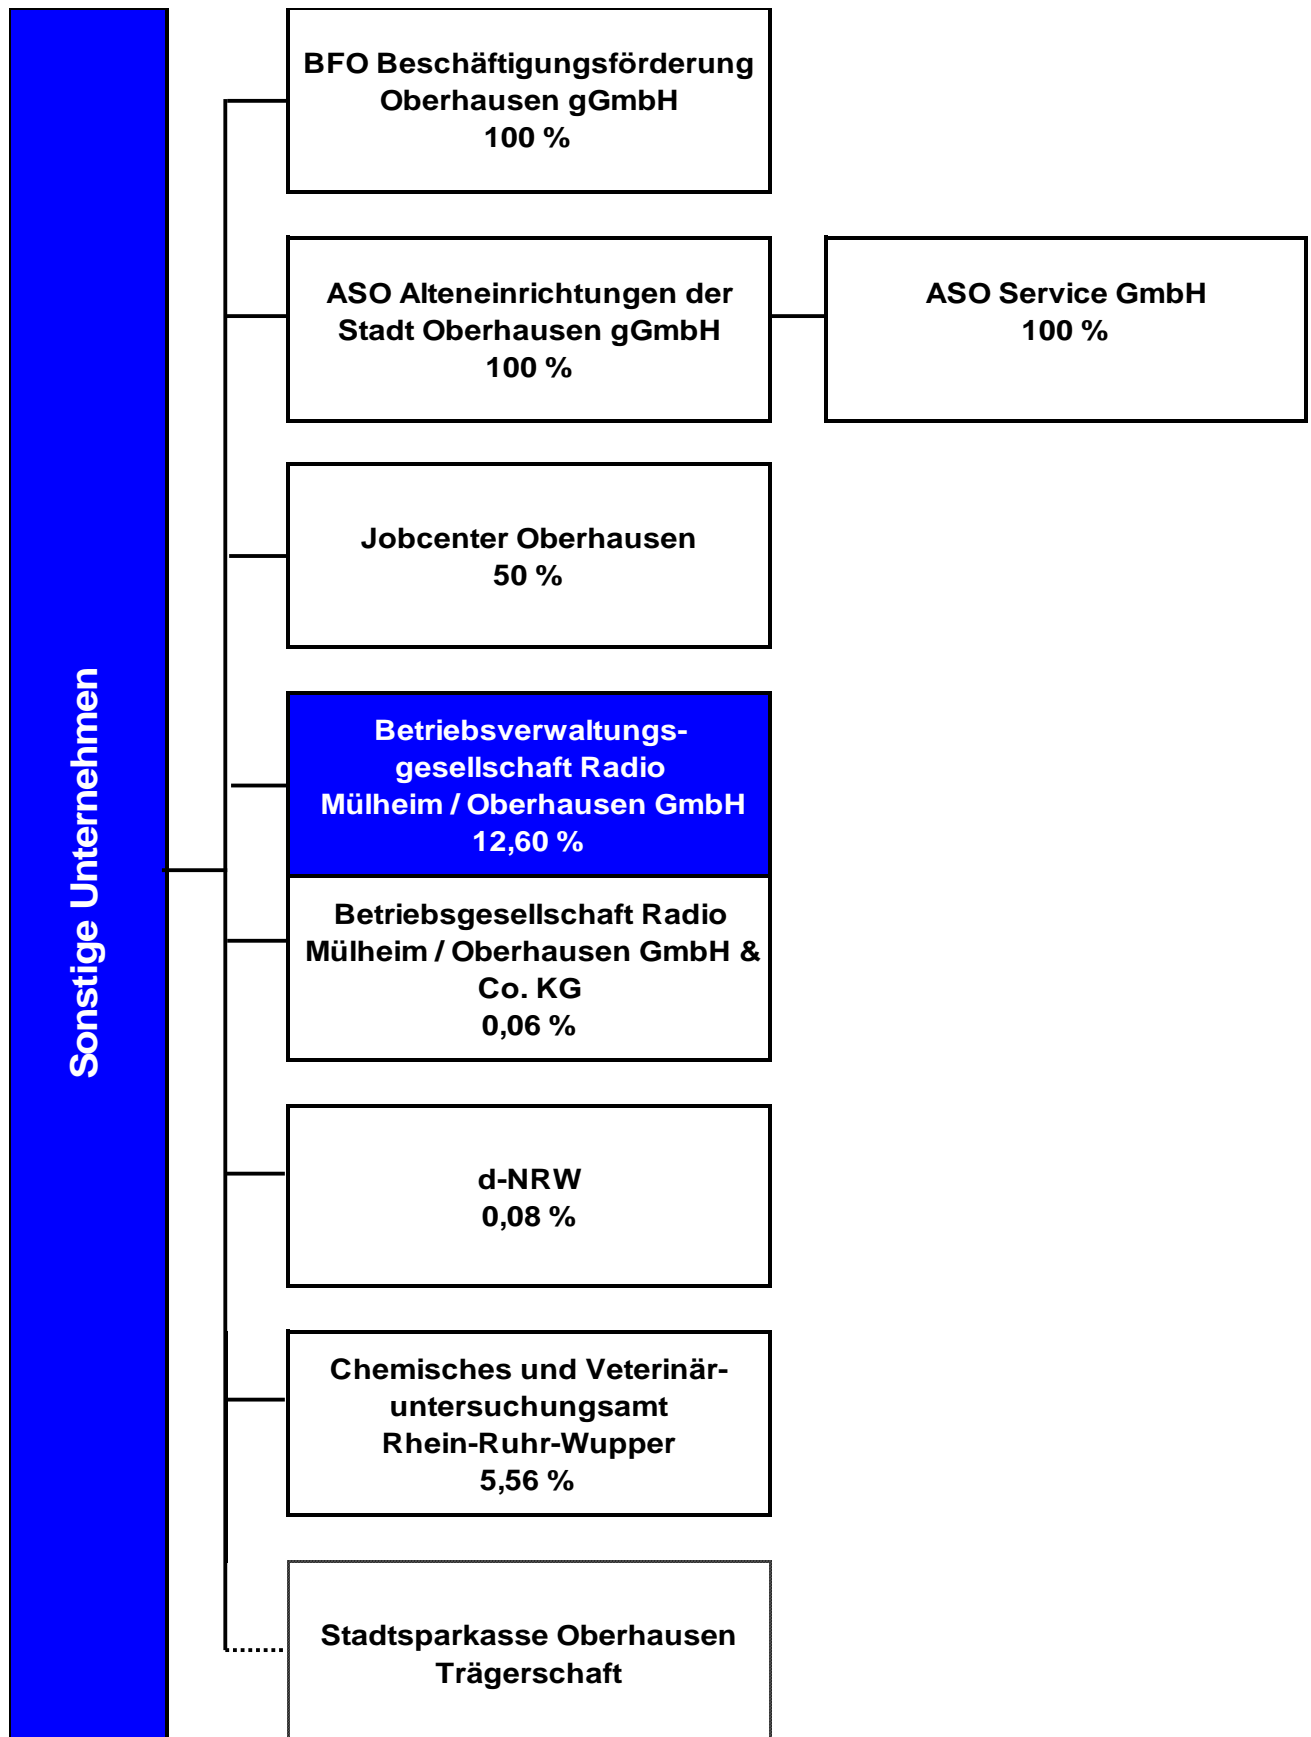 Sonstige Unternehmen
BFO Beschäftigungsförderung
Oberhausen gGmbH
100 %
ASO Alteneinrichtungen der
Stadt Oberhausen gGmbH
100 %
ASO Service GmbH
100 %
Jobcenter Oberhausen
50 %
Betriebsverwaltungs-
gesellschaft Radio
Mülheim / Oberhausen GmbH
12,60 %
Betriebsgesellschaft Radio
Mülheim / Oberhausen GmbH &
Co. KG
0,06 %
d-NRW
0,08 %
Chemisches und Veterinär-
untersuchungsamt
Rhein-Ruhr-Wupper
5,56 %
Stadtsparkasse Oberhausen
Trägerschaft